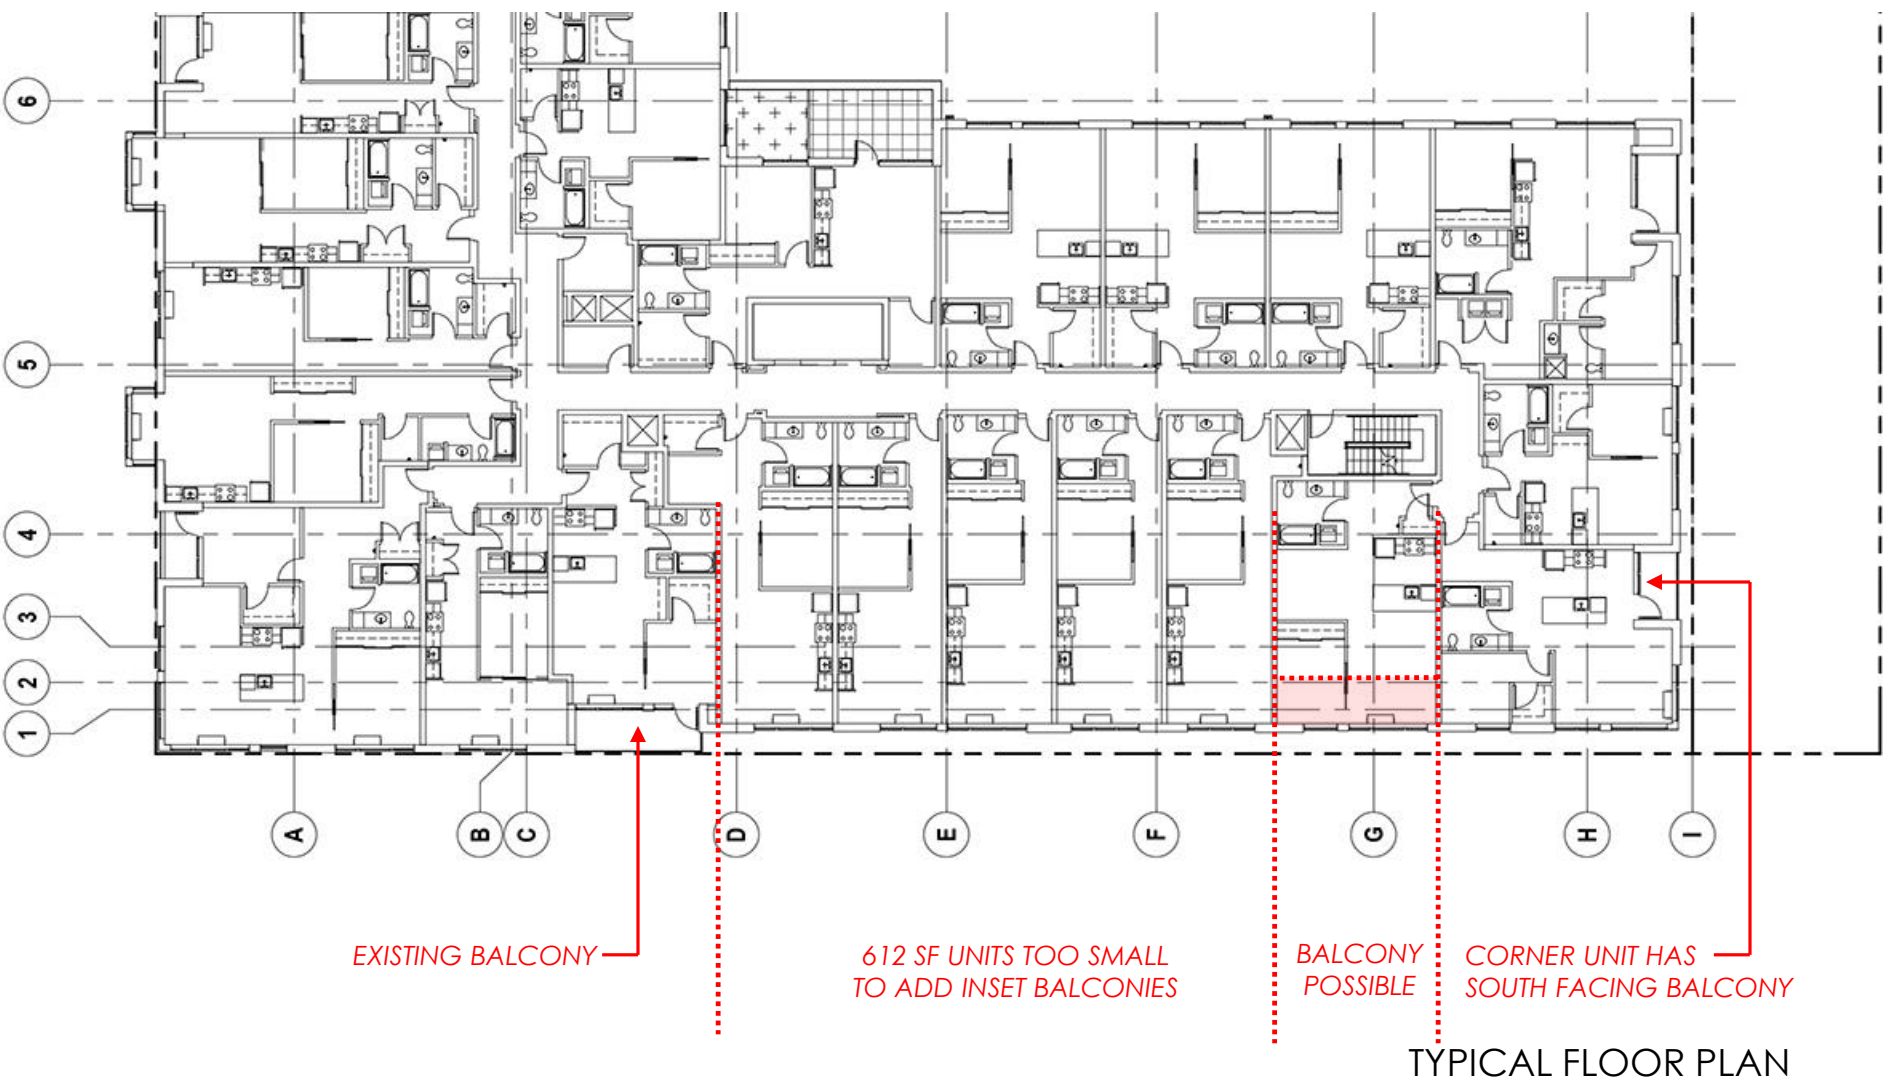 6
5
4
3
2
1
A
B
C
D
E
F
G
H
I
EXISTING BALCONY
612 SF UNITS TOO SMALL
TO ADD INSET BALCONIES
BALCONY
POSSIBLE
CORNER UNIT HAS
SOUTH FACING BALCONY
TYPICAL FLOOR PLAN